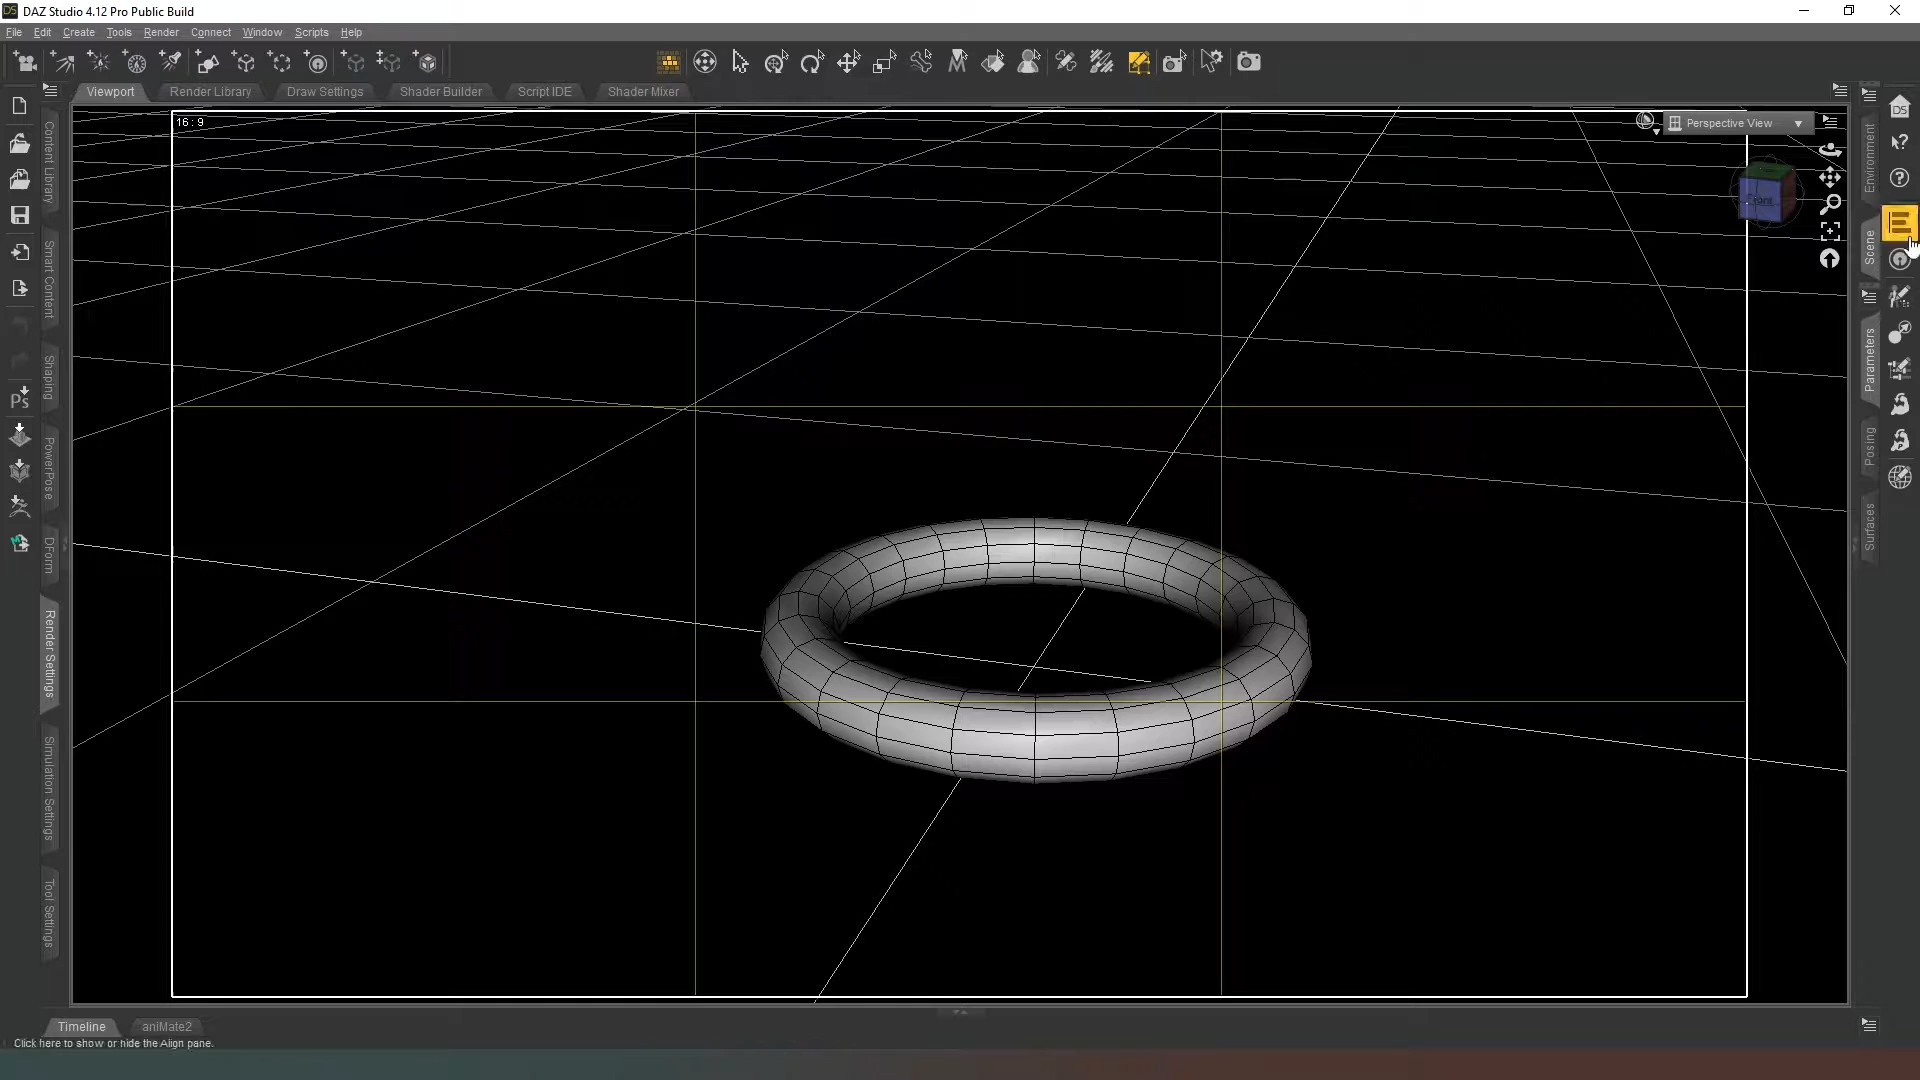 DAZ Studio 4.12 Pro Public Build
File Edit Create Tools Render Connect Window Scripts Help
Viewport Render Library Draw Settings Shader Builder Script IDE Shader Mixer
16 : 9
Perspective View
Front
Content Library
Smart Content
Shaping
PowerPose
DForm
Render Settings
Simulation Settings
Tool Settings
Ps
DS
Environment
Scene
Parameters
Posing
Surfaces
Timeline aniMate2
Click here to show or hide the Align pane.